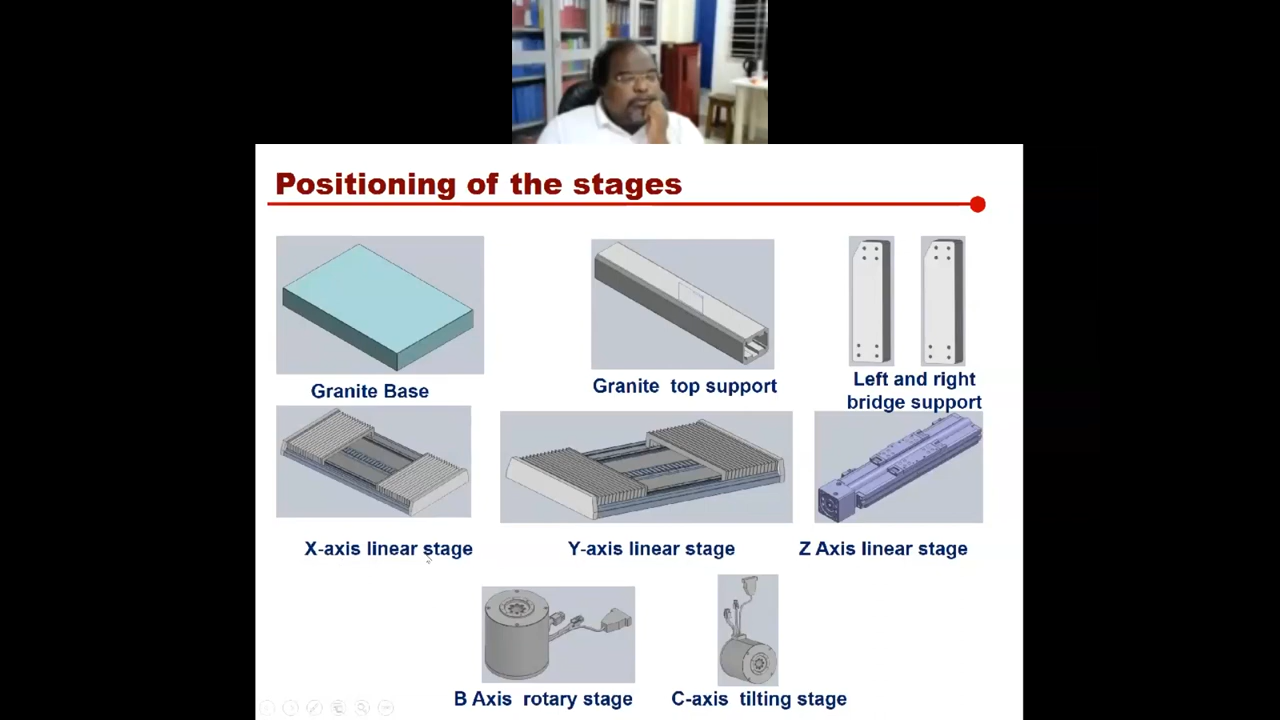 Positioning of the stages
Granite Base
Granite top support
Left and right
bridge support
X-axis linear stage
Y-axis linear stage
Z Axis linear stage
B Axis rotary stage
C-axis tilting stage